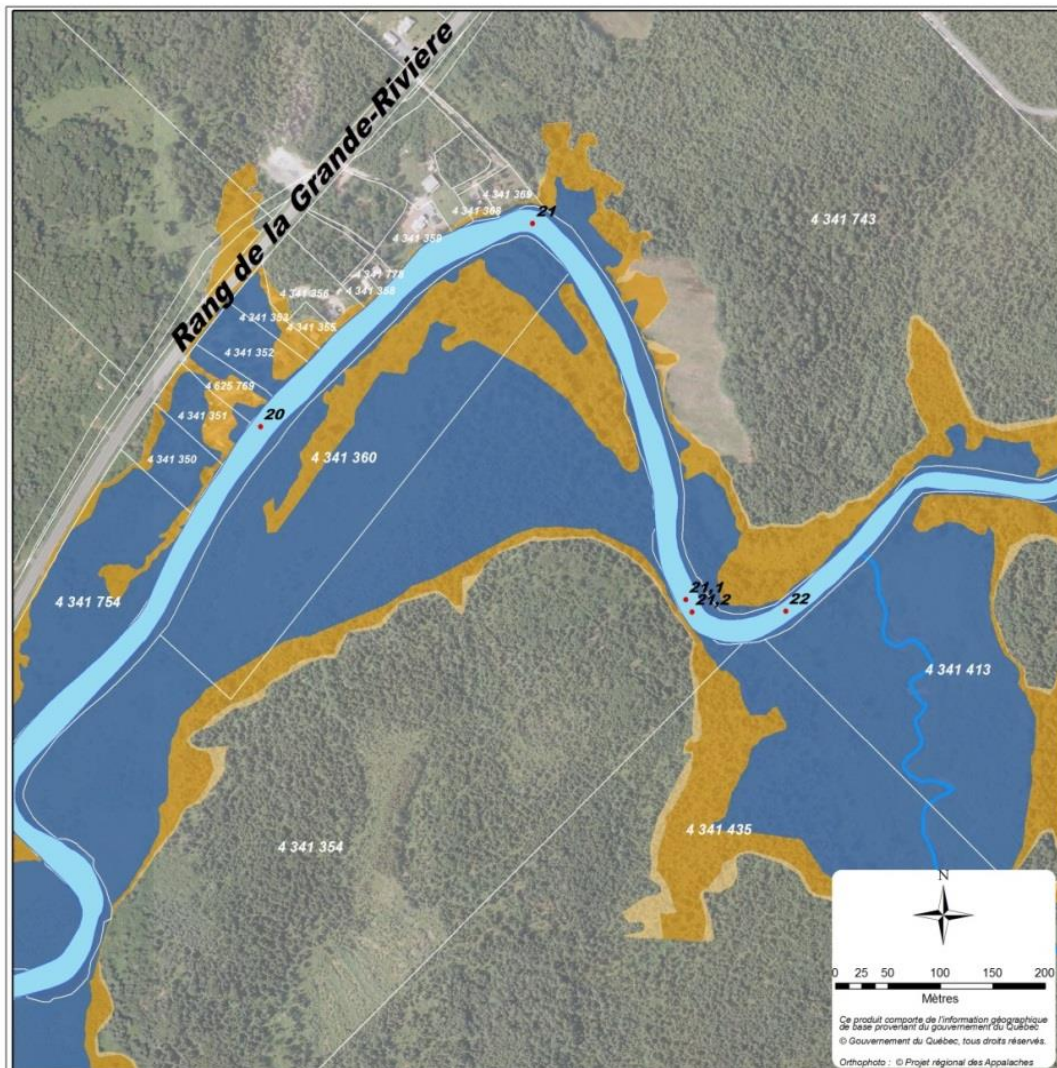 Rang de la Grande-Rivière
4 341 369
4 341 368
21
4 341 743
4 341 359
4 341 356
4 341 358
4 341 353
4 341 355
4 341 352
4 625 769
4 341 351
20
4 341 350
4 341 360
4 341 754
21,1
21,2
22
4 341 413
4 341 435
4 341 354
N
0 25 50 100 150 200
Mètres
Ce produit comporte de l'information géographique
de base provenant du gouvernement du Québec
© Gouvernement du Québec, tous droits réservés.
Orthophoto : © Projet régional des Appalaches